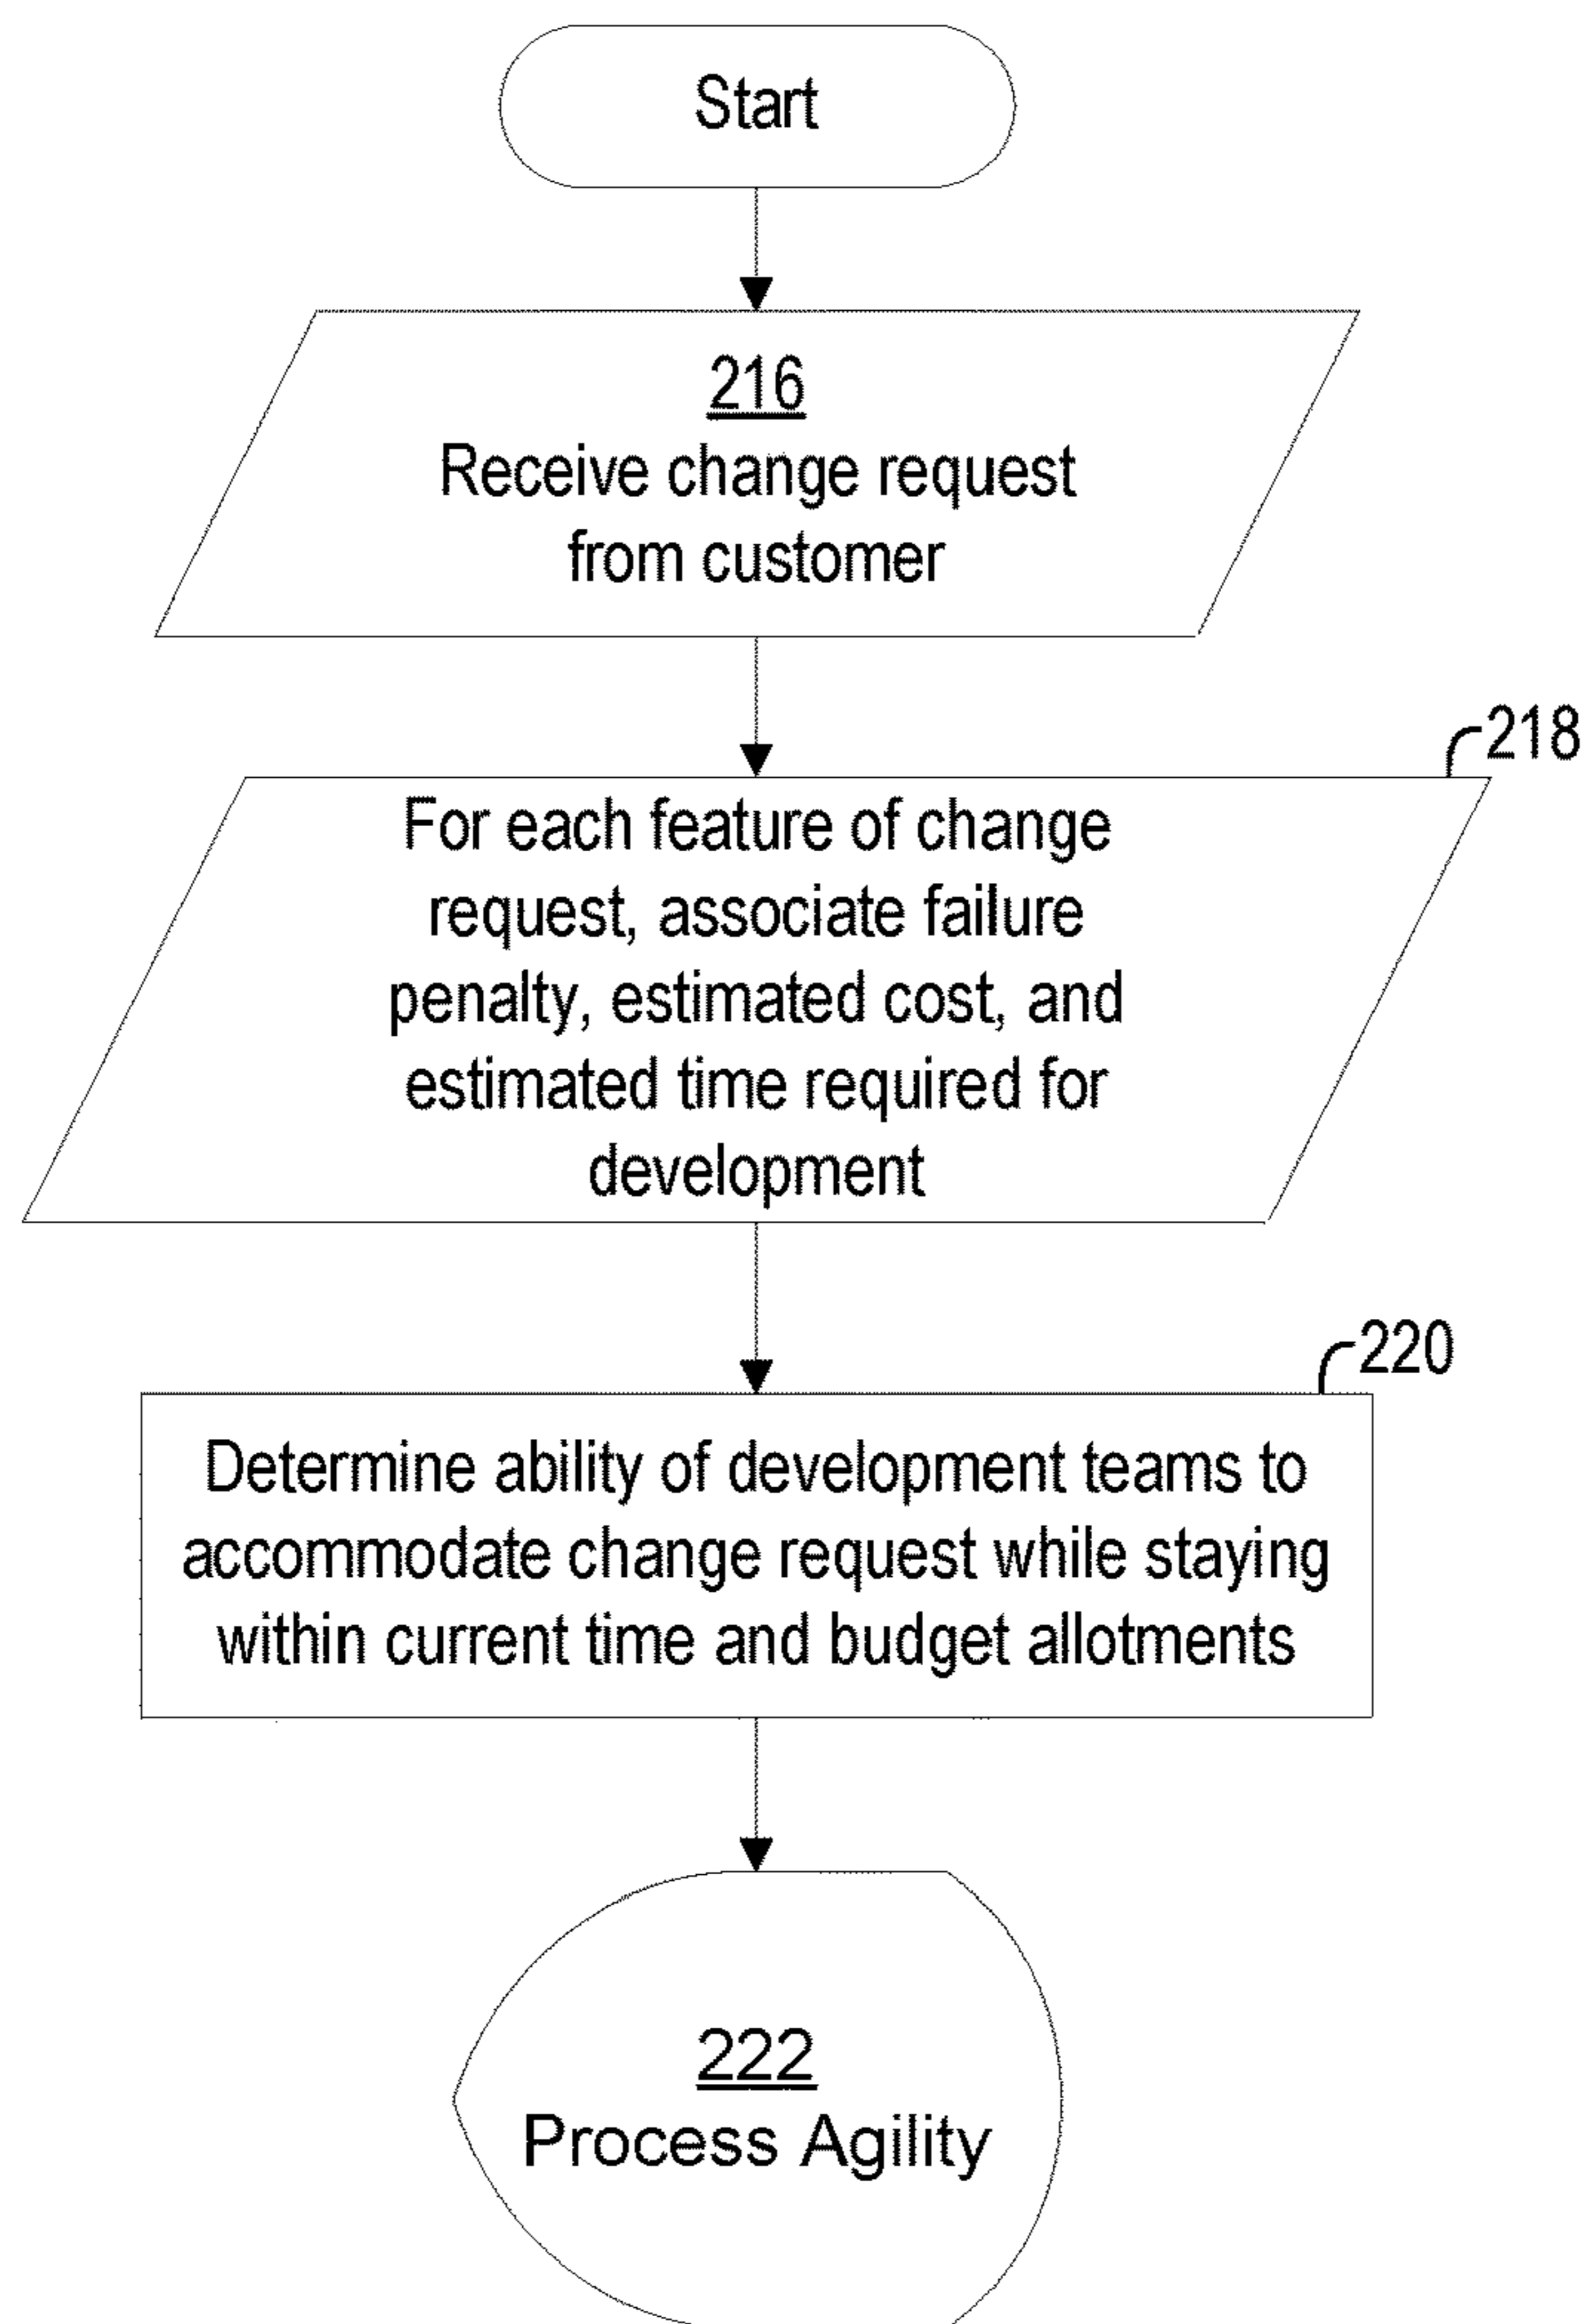 Start
216
Receive change request
from customer
218
For each feature of change
request, associate failure
penalty, estimated cost, and
estimated time required for
development
220
Determine ability of development teams to
accommodate change request while staying
within current time and budget allotments
222
Process Agility